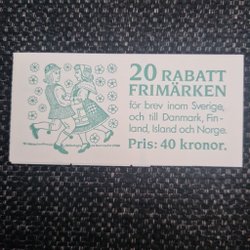 20 RABATT
FRIMÄRKEN
för brev inom Sverige,
och till Danmark, Fin-
land, Island och Norge.
Pris: 40 kronor.